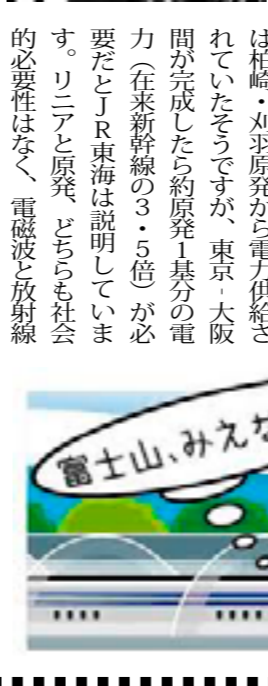 は柏崎・刈羽原発から電力供給さ
れていたそうですが、東京-大阪
間が完成したら約原発1基分の電
力（在来新幹線の3・5倍）が必
要だとJR東海は説明していま
す。リニアと原発、どちらも社会
的必要性はなく、電磁波と放射線
富士山、みえな